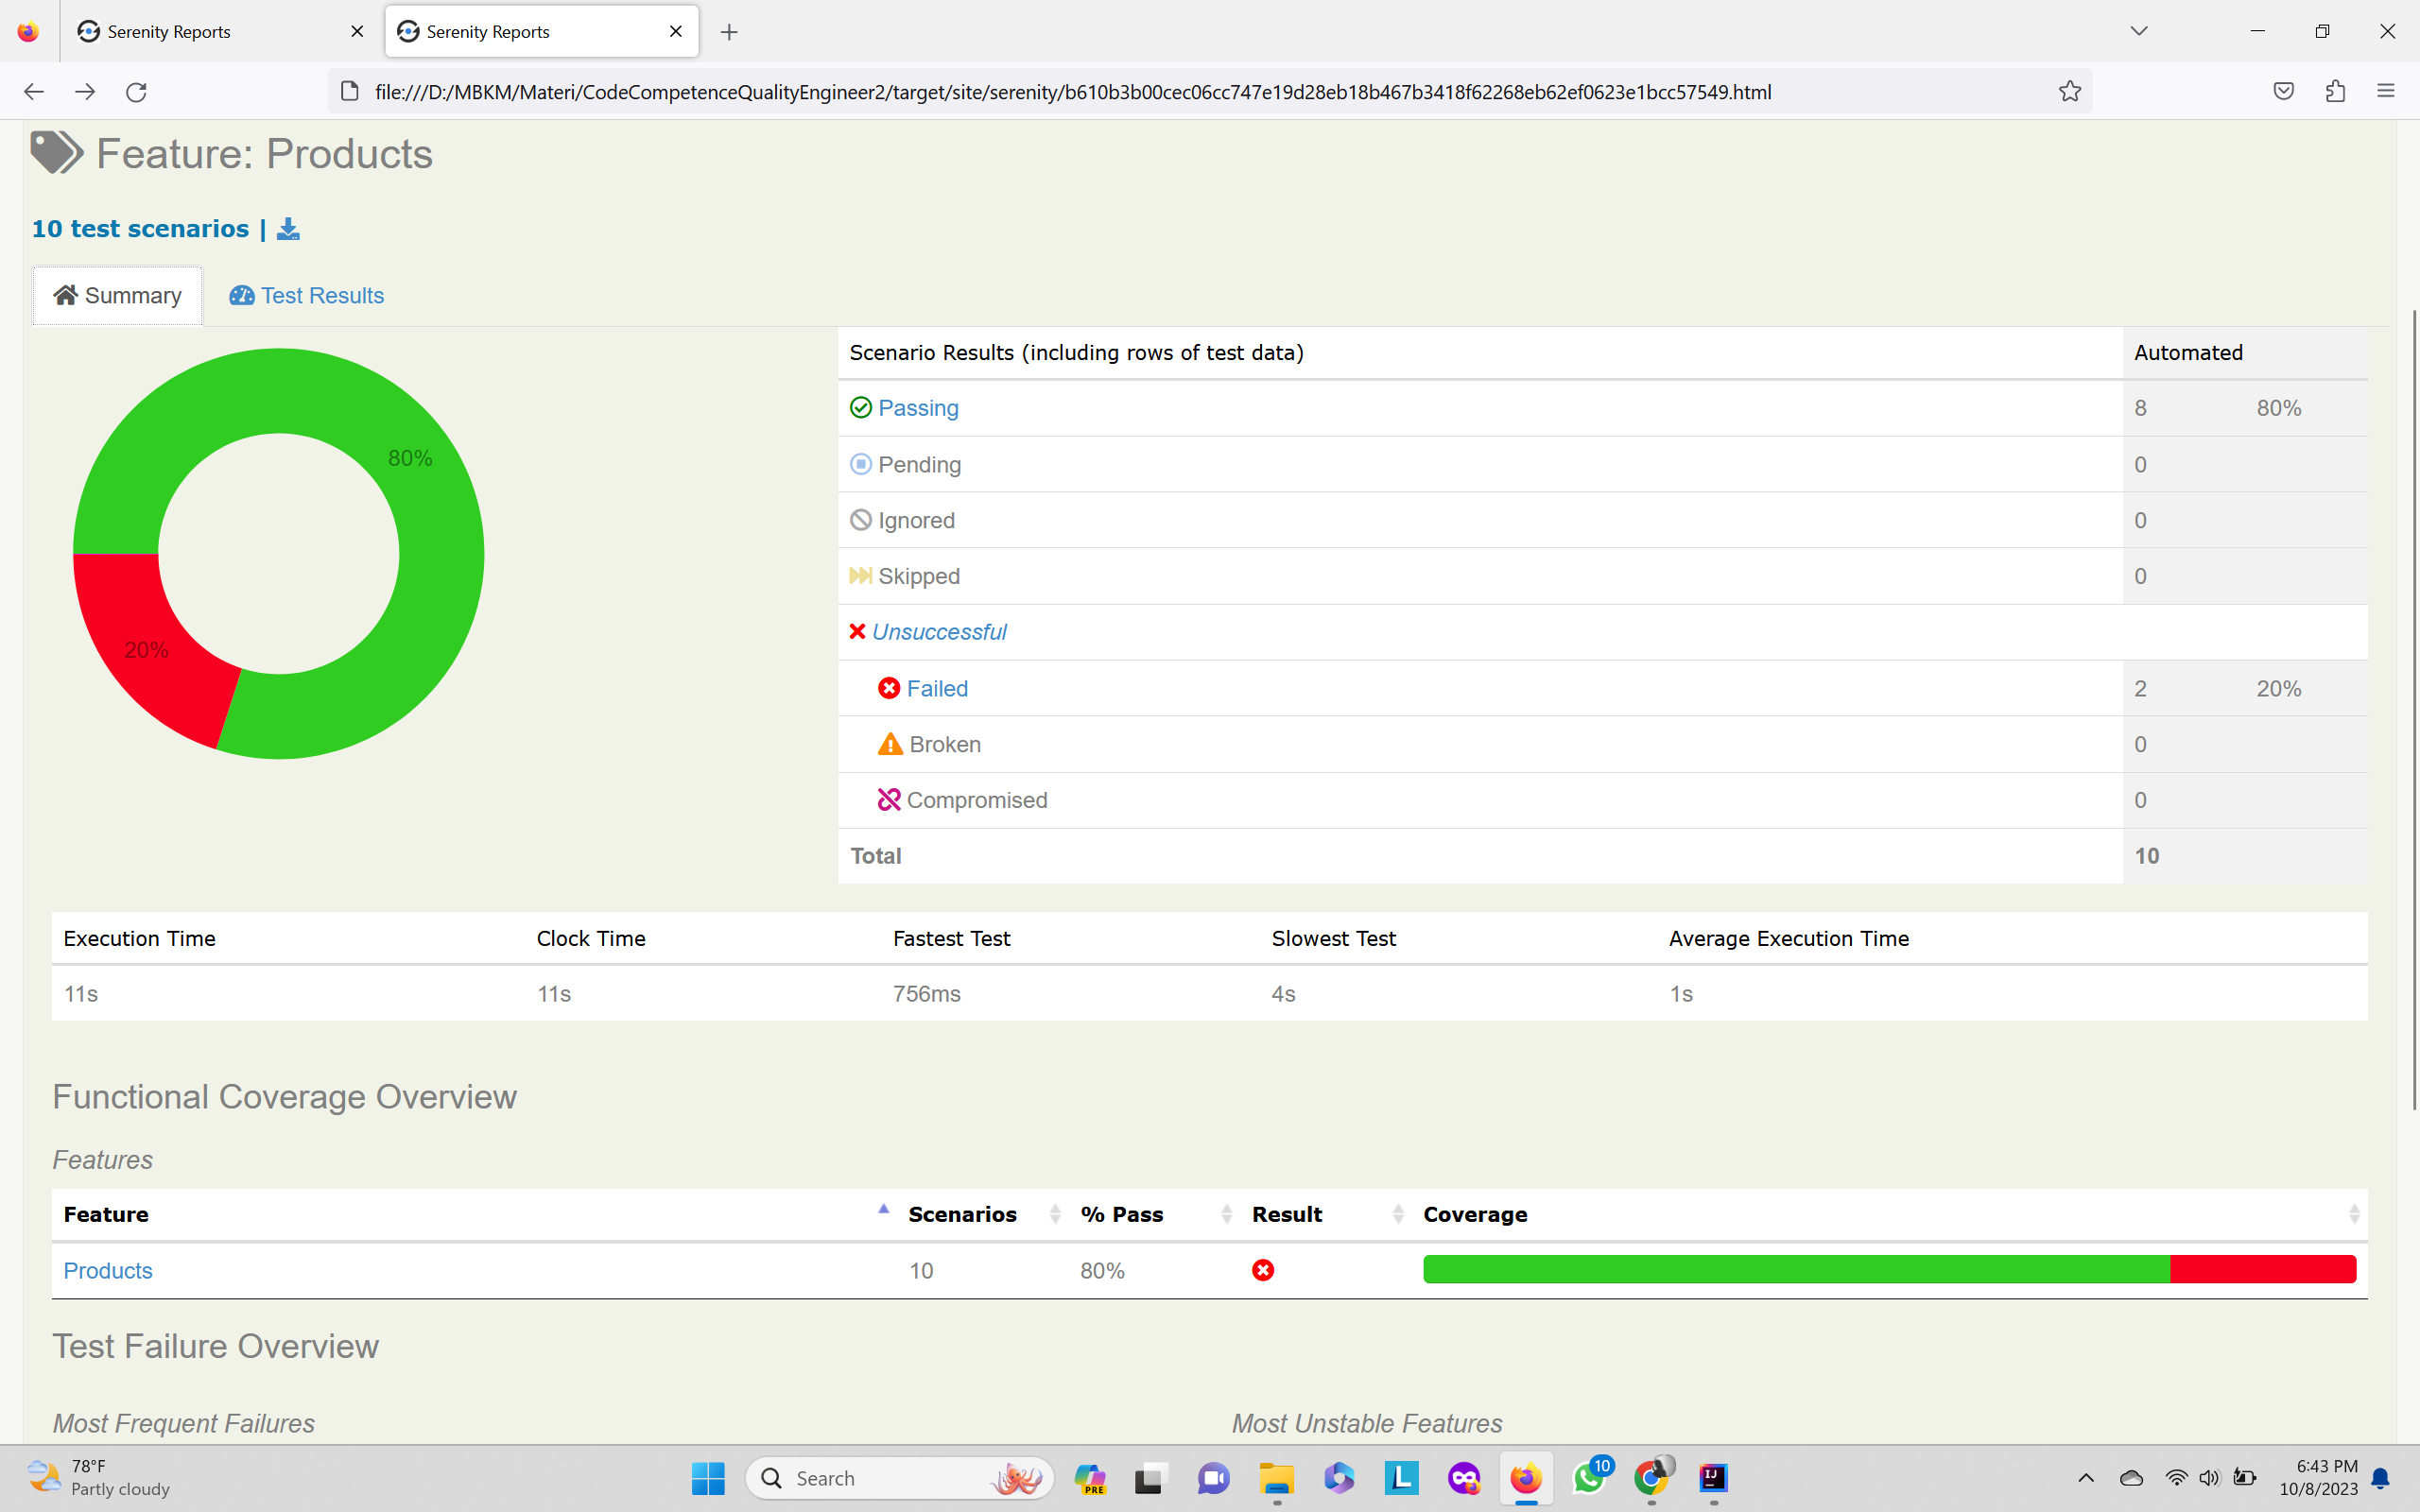 Serenity Reports
Serenity Reports
file:///D:/MBKM/Materi/CodeCompetenceQualityEngineer2/target/site/serenity/b610b3b00cec06cc747e19d28eb18b467b3418f62268eb62ef0623e1bcc57549.html
Feature: Products
10 test scenarios |
Summary
Test Results
80%
20%
Scenario Results (including rows of test data) Automated
Passing 8 80%
Pending 0
Ignored 0
Skipped 0
Unsuccessful
Failed 2 20%
Broken 0
Compromised 0
Total 10
Execution Time Clock Time Fastest Test Slowest Test Average Execution Time
11s 11s 756ms 4s 1s
Functional Coverage Overview
Features
Feature Scenarios % Pass Result Coverage
Products 10 80%
Test Failure Overview
Most Frequent Failures
Most Unstable Features
78°F
Partly cloudy
Search
PRE
L
10
IJ
6:43 PM
10/8/2023